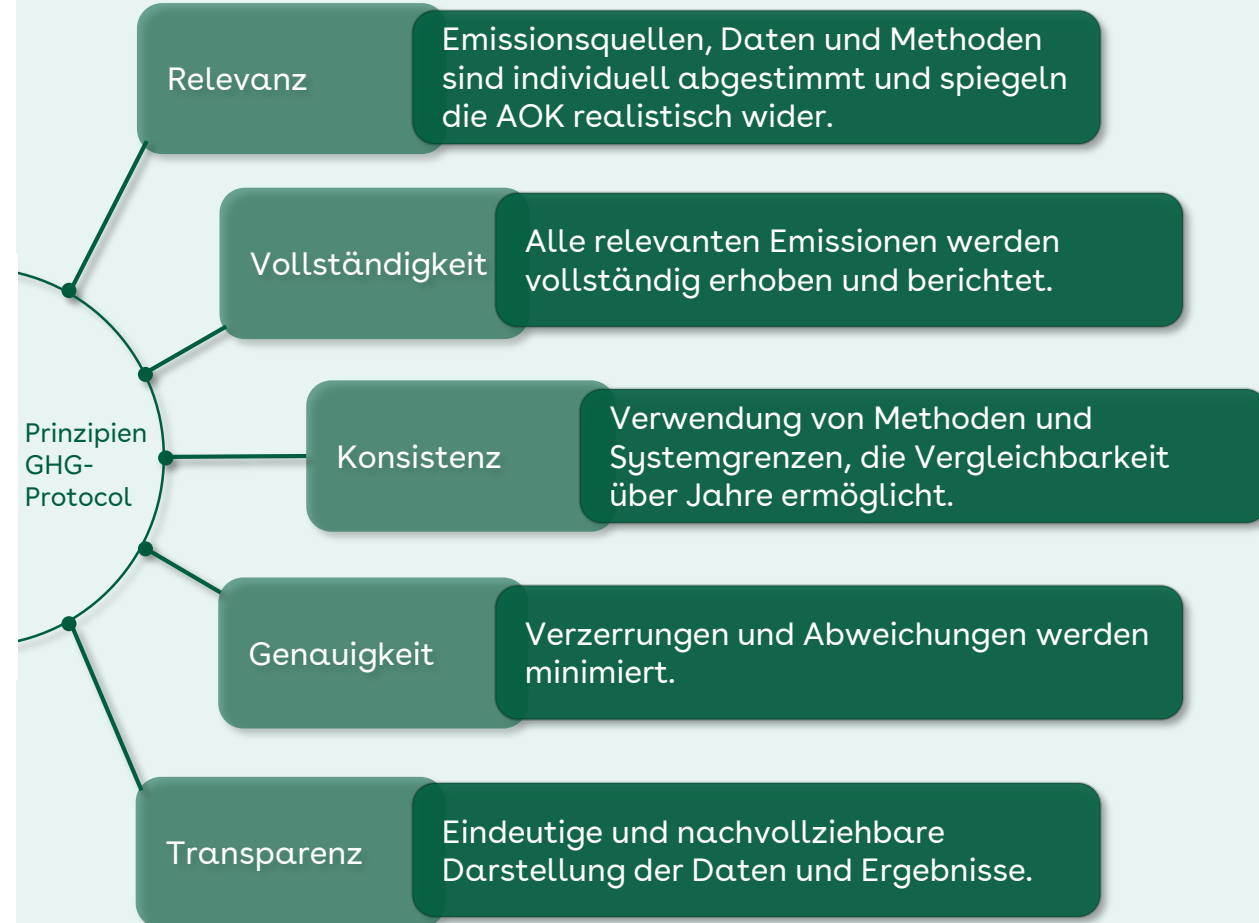 Prinzipien
GHG-
Protocol
Relevanz
Emissionsquellen, Daten und Methoden
sind individuell abgestimmt und spiegeln
die AOK realistisch wider.
Vollständigkeit
Alle relevanten Emissionen werden
vollständig erhoben und berichtet.
Konsistenz
Verwendung von Methoden und
Systemgrenzen, die Vergleichbarkeit
über Jahre ermöglicht.
Genauigkeit
Verzerrungen und Abweichungen werden
minimiert.
Transparenz
Eindeutige und nachvollziehbare
Darstellung der Daten und Ergebnisse.